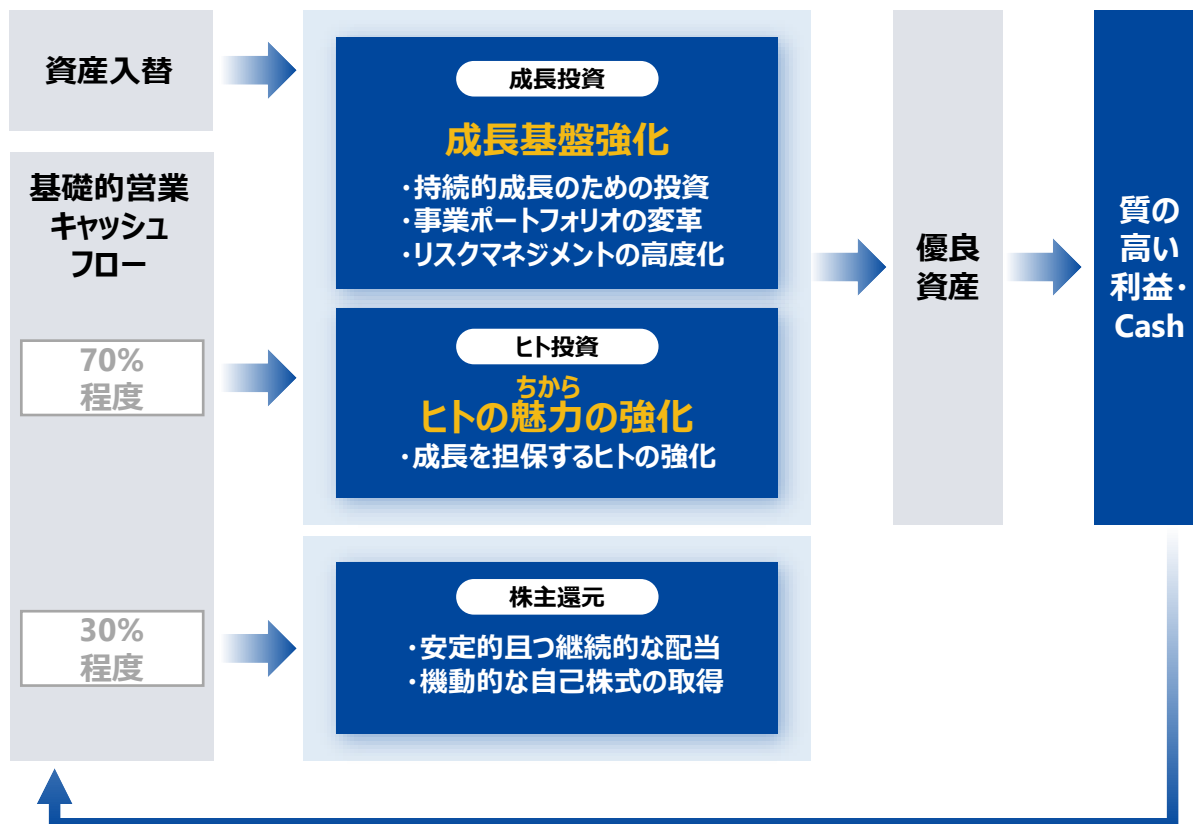 資産入替
基礎的営業
キャッシュ
フロー
70%
程度
30%
程度
成長投資
成長基盤強化
・持続的成長のための投資
・事業ポートフォリオの変革
・リスクマネジメントの高度化
ヒト投資
ちから
ヒトの魅力の強化
・成長を担保するヒトの強化
株主還元
・安定的且つ継続的な配当
・機動的な自己株式の取得
優良
資産
質の
高い
利益・
Cash